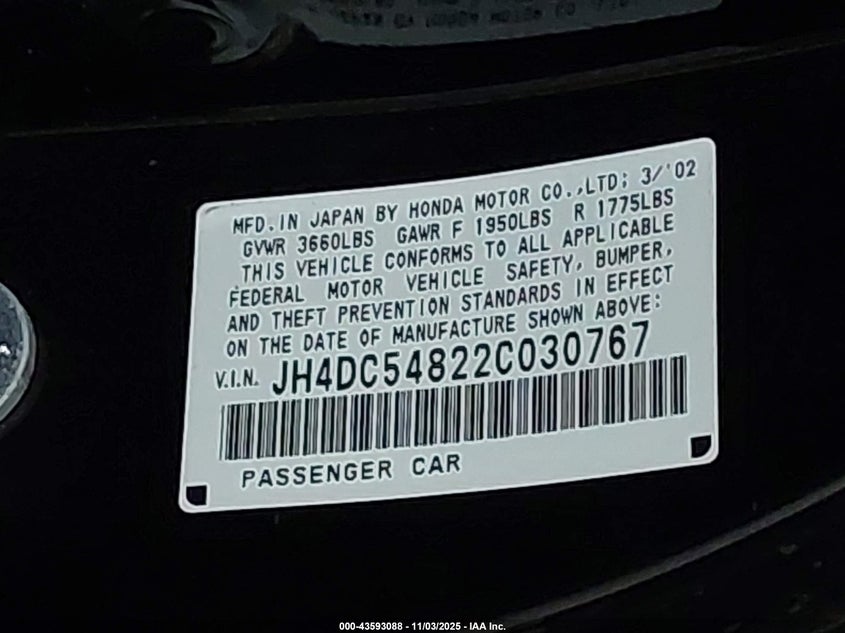 MFD. IN JAPAN BY HONDA MOTOR CO.,LTD; 3/'02
GVWR 3660LBS GAWR F 1950LBS R 1775LBS
THIS VEHICLE CONFORMS TO ALL APPLICABLE
FEDERAL MOTOR VEHICLE SAFETY, BUMPER,
AND THEFT PREVENTION STANDARDS IN EFFECT
ON THE DATE OF MANUFACTURE SHOWN ABOVE:
V.I.N. JH4DC54822C030767
PASSENGER CAR
000-43593088 - 11/03/2025 - IAA Inc.